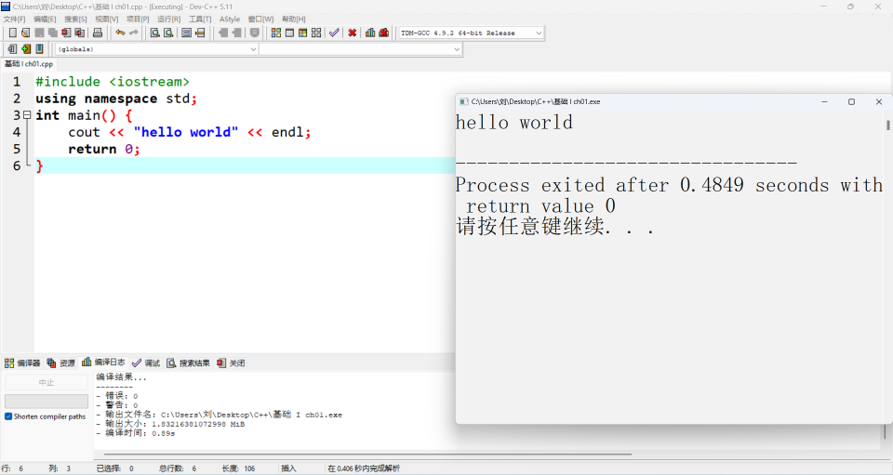 C:\Users\刘\Desktop\C++\基础 I ch01.cpp - [Executing] - Dev-C++ 5.11
文件[F] 编辑[E] 搜索[S] 视图[V] 项目[P] 运行[R] 工具[T] AStyle 窗口[W] 帮助[H]
TDM-GCC 4.9.2 64-bit Release
(globals)
基础 I ch01.cpp
1 #include <iostream>
2 using namespace std;
3 int main() {
4 cout << "hello world" << endl;
5 return 0;
6 }
C:\Users\刘\Desktop\C++\基础 I ch01.exe
hello world
--------------------------------
Process exited after 0.4849 seconds with
return value 0
请按任意键继续. . .
编译器 资源 编译日志 调试 搜索结果 关闭
中止
Shorten compiler paths
编译结果...
--------
- 错误: 0
- 警告: 0
- 输出文件名: C:\Users\刘\Desktop\C++\基础 I ch01.exe
- 输出大小: 1.83216381072998 MiB
- 编译时间: 0.89s
行: 6 列: 3 已选择: 0 总行数: 6 长度: 106 插入 在 0.406 秒内完成解析